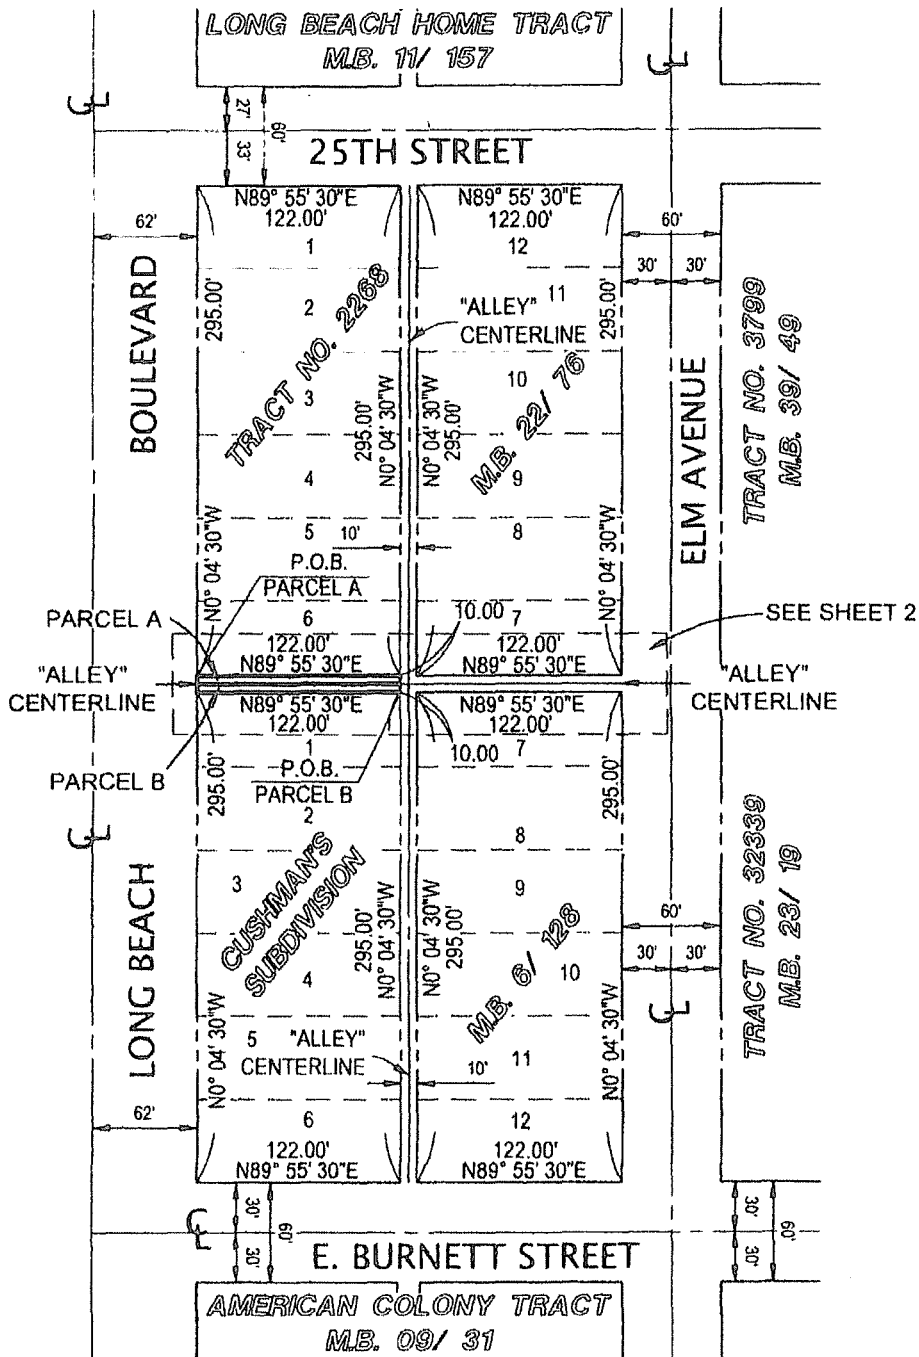 LONG BEACH HOME TRACT
M.B. 11/ 157
27'
60'
33'
25TH STREET
N89° 55' 30"E
122.00'
1
N89° 55' 30"E
122.00'
12
62'
60'
30'
30'
BOULEVARD
295.00'
2
TRACT NO. 2268
"ALLEY"
CENTERLINE
11
295.00'
3
10
M.B. 22/ 76
295.00'
N0° 04' 30"W
N0° 04' 30"W
295.00'
4
9
ELM AVENUE
TRACT NO. 3799
M.B. 39/ 49
N0° 04' 30"W
5
10'
8
N0° 04' 30"W
P.O.B.
PARCEL A
PARCEL A
6
10.00
7
SEE SHEET 2
122.00'
N89° 55' 30"E
122.00'
N89° 55' 30"E
"ALLEY"
CENTERLINE
"ALLEY"
CENTERLINE
N89° 55' 30"E
122.00'
N89° 55' 30"E
122.00'
PARCEL B
1
10.00
7
P.O.B.
PARCEL B
295.00'
295.00'
2
8
LONG BEACH
3
CUSHMAN'S
SUBDIVISION
9
295.00'
N0° 04' 30"W
N0° 04' 30"W
295.00'
4
M.B. 6/ 128
10
60'
30'
30'
TRACT NO. 32339
M.B. 23/ 19
N0° 04' 30"W
5
"ALLEY"
CENTERLINE
10'
11
N0° 04' 30"W
62'
6
122.00'
N89° 55' 30"E
12
122.00'
N89° 55' 30"E
30'
60'
30'
E. BURNETT STREET
30'
60'
30'
AMERICAN COLONY TRACT
M.B. 09/ 31